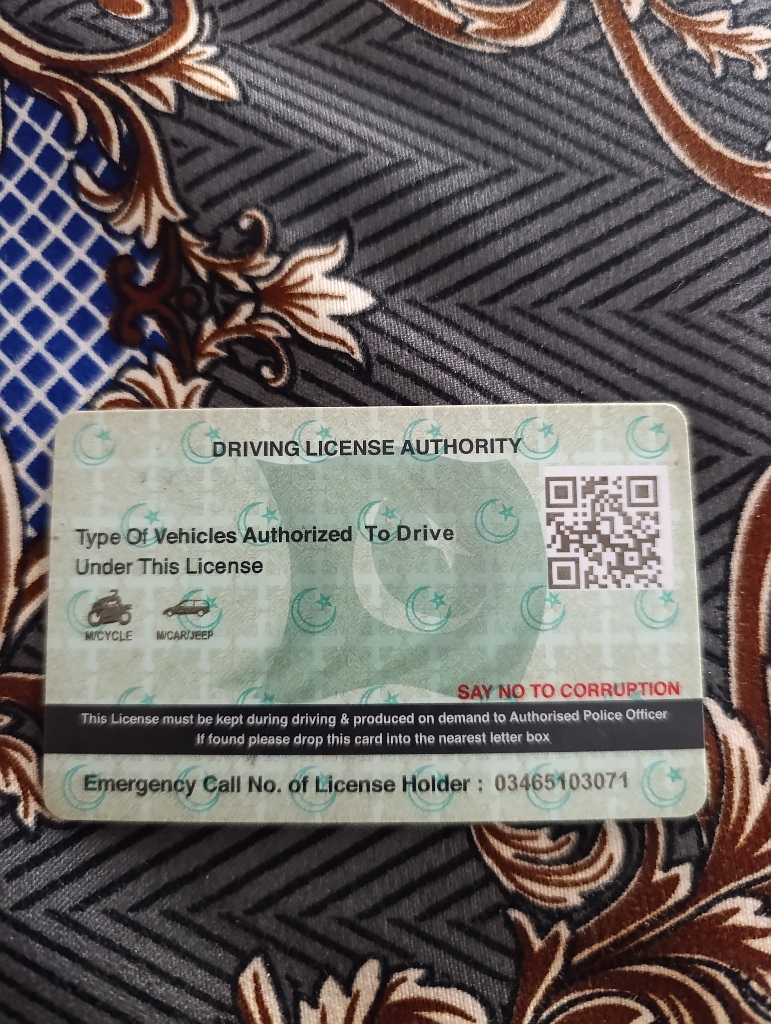 DRIVING LICENSE AUTHORITY
Type Of Vehicles Authorized To Drive
Under This License
M/CYCLE M/CAR/JEEP
SAY NO TO CORRUPTION
This License must be kept during driving & produced on demand to Authorised Police Officer
If found please drop this card into the nearest letter box
Emergency Call No. of License Holder : 03465103071